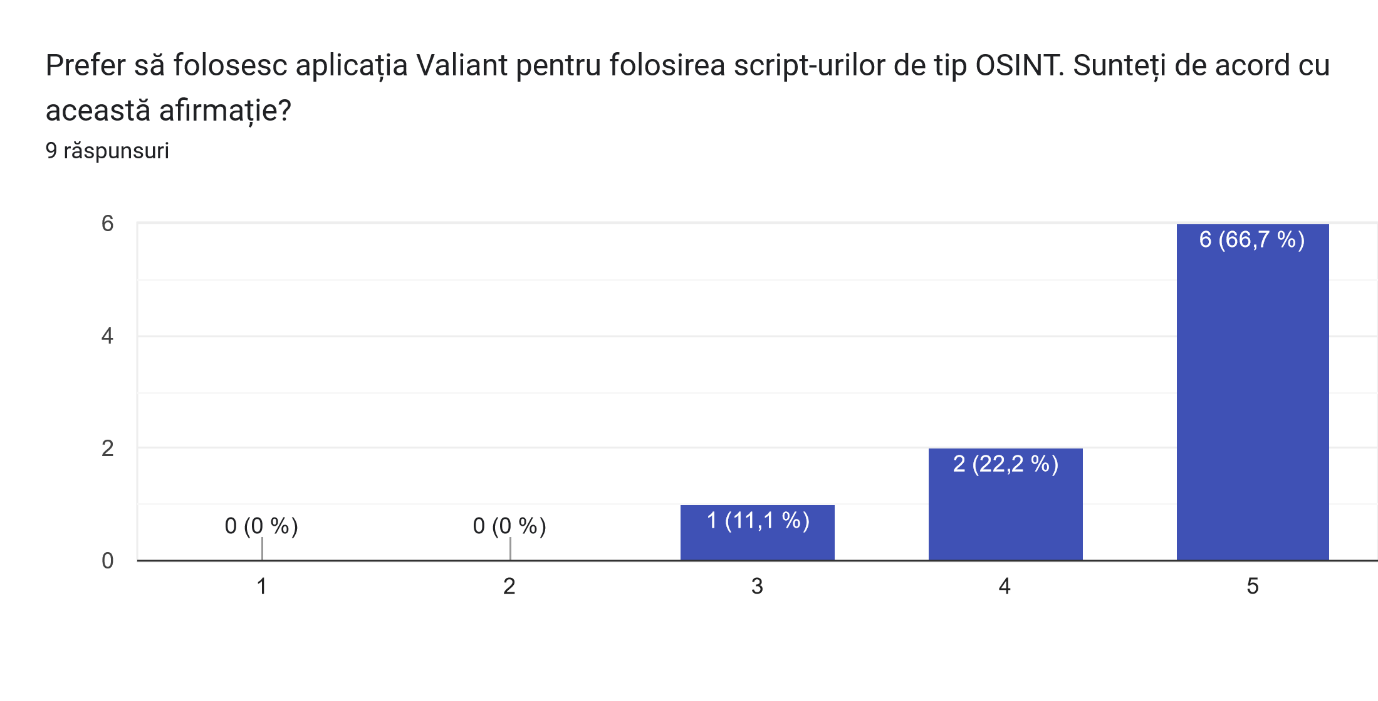 Prefer să folosesc aplicația Valiant pentru folosirea script-urilor de tip OSINT. Sunteți de acord cu
această afirmație?
9 răspunsuri
6
6 (66,7 %)
4
2
2 (22,2 %)
1 (11,1 %)
0 (0 %)
0 (0 %)
0
1
2
3
4
5